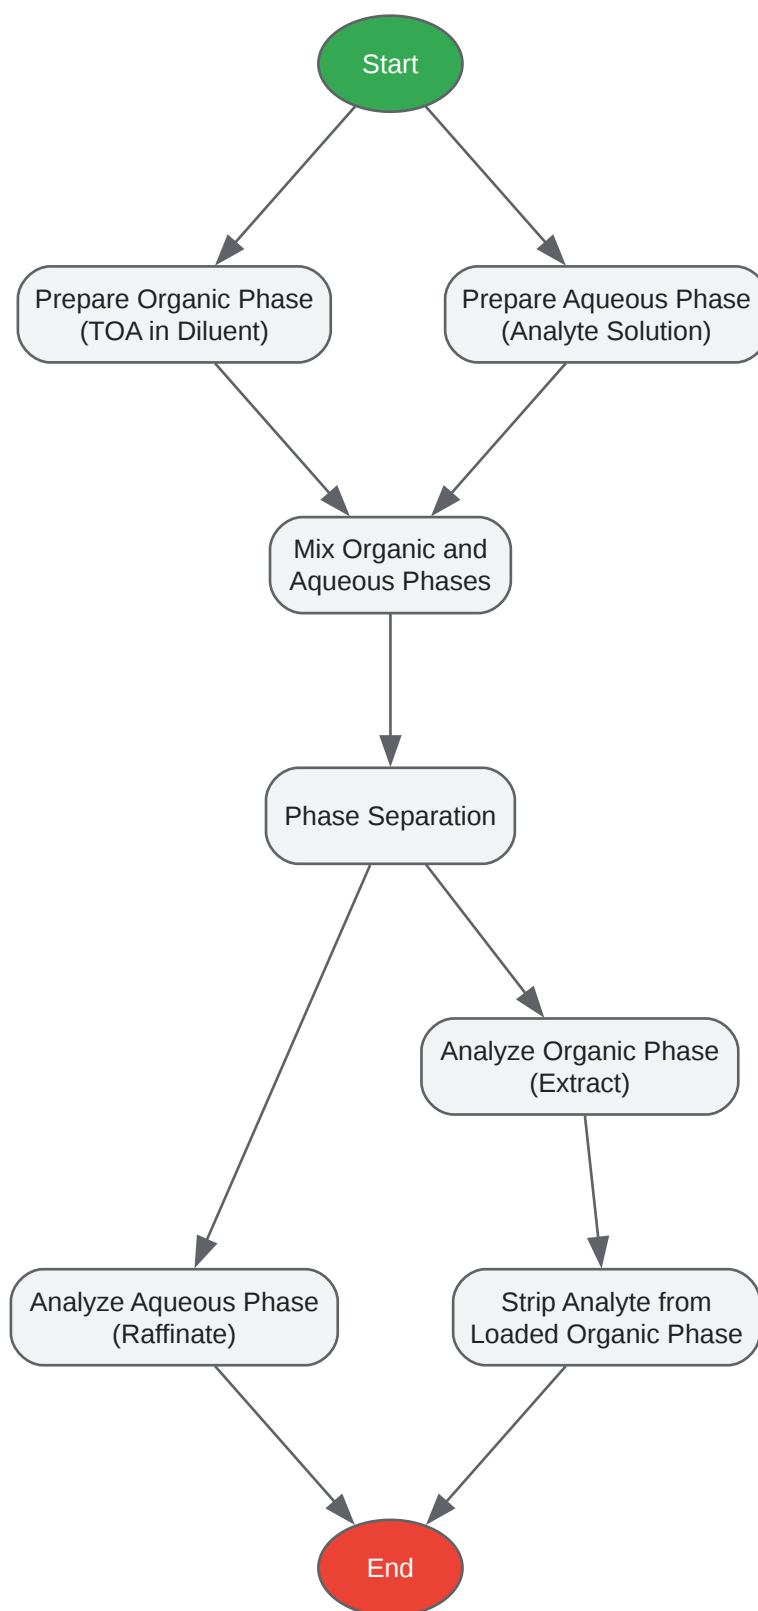 Start
Prepare Organic Phase
(TOA in Diluent)
Prepare Aqueous Phase
(Analyte Solution)
Mix Organic and
Aqueous Phases
Phase Separation
Analyze Organic Phase
(Extract)
Analyze Aqueous Phase
(Raffinate)
Strip Analyte from
Loaded Organic Phase
End